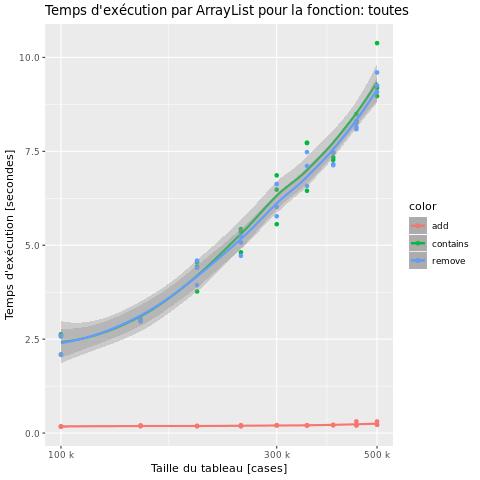 Temps d'exécution par ArrayList pour la fonction: toutes
Temps d'exécution [secondes]
10.0
7.5
5.0
2.5
0.0
100 k
300 k
500 k
Taille du tableau [cases]
color
add
contains
remove